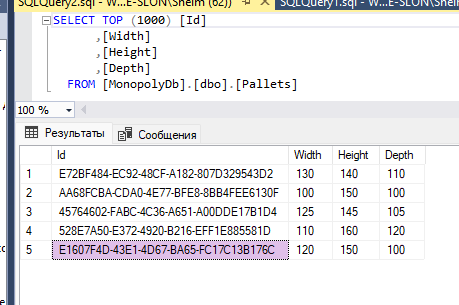 SQLQuery2.sql - W...E-SLON\Sheim (62)) SQLQuery1.sql - W...E-SLON\Sheim
SELECT TOP (1000) [Id]
,[Width]
,[Height]
,[Depth]
FROM [MonopolyDb].[dbo].[Pallets]
100 %
Результаты Сообщения
Id Width Height Depth
1 E72BF484-EC92-48CF-A182-807D329543D2 130 140 110
2 AA68FCBA-CDA0-4E77-BFE8-8BB4FEE6130F 100 150 100
3 45764602-FABC-4C36-A651-A00DDE17B1D4 125 145 105
4 528E7A50-E372-4920-B216-EFF1E885581D 110 160 120
5 E1607F4D-43E1-4D67-BA65-FC17C13B176C 120 150 100